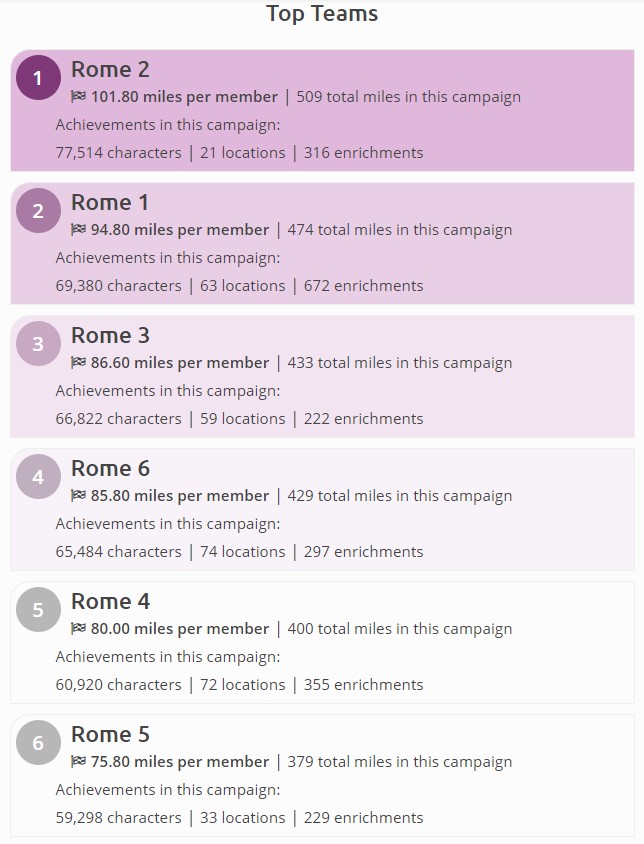 Top Teams
1
Rome 2
101.80 miles per member | 509 total miles in this campaign
Achievements in this campaign:
77,514 characters | 21 locations | 316 enrichments
2
Rome 1
94.80 miles per member | 474 total miles in this campaign
Achievements in this campaign:
69,380 characters | 63 locations | 672 enrichments
3
Rome 3
86.60 miles per member | 433 total miles in this campaign
Achievements in this campaign:
66,822 characters | 59 locations | 222 enrichments
4
Rome 6
85.80 miles per member | 429 total miles in this campaign
Achievements in this campaign:
65,484 characters | 74 locations | 297 enrichments
5
Rome 4
80.00 miles per member | 400 total miles in this campaign
Achievements in this campaign:
60,920 characters | 72 locations | 355 enrichments
6
Rome 5
75.80 miles per member | 379 total miles in this campaign
Achievements in this campaign:
59,298 characters | 33 locations | 229 enrichments